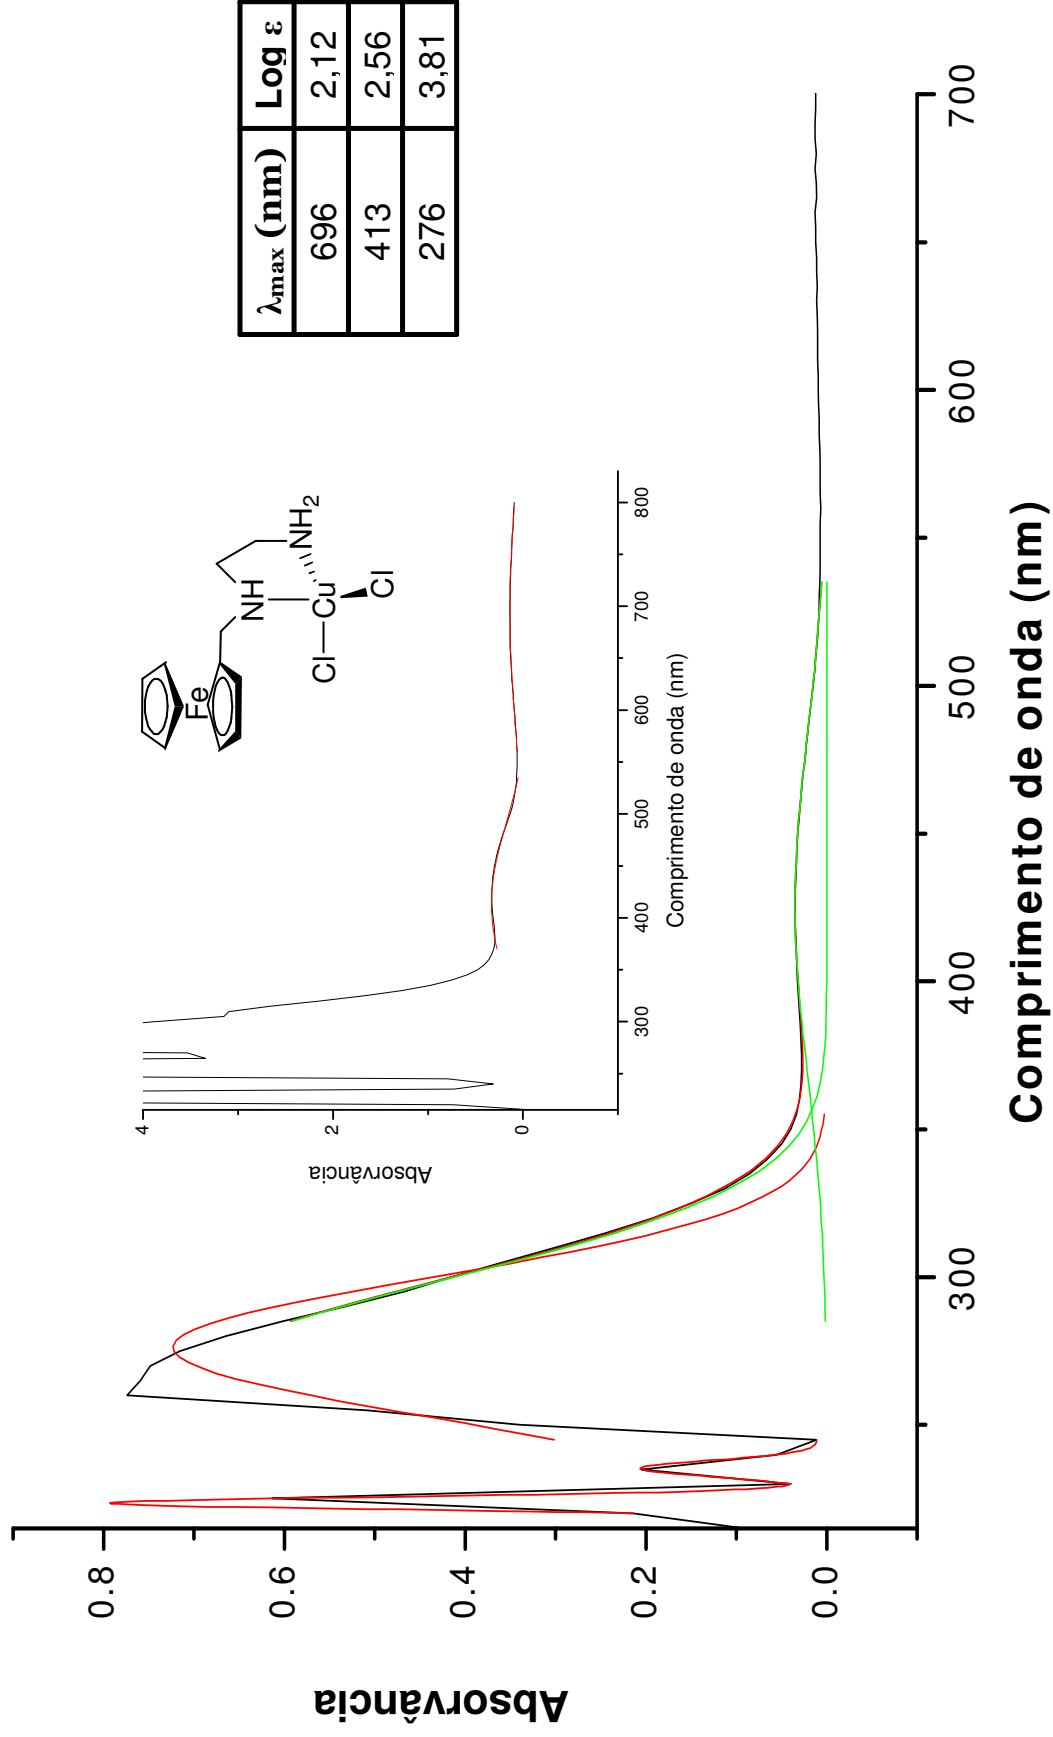 λmax (nm) Log ε
696 2,12
413 2,56
276 3,81
Fe
NH
NH2
Cu
Cl
Cl
Absorvância
4
2
0
300 400 500 600 700 800
Comprimento de onda (nm)
Absorvância
0.8
0.6
0.4
0.2
0.0
300 400 500 600 700
Comprimento de onda (nm)